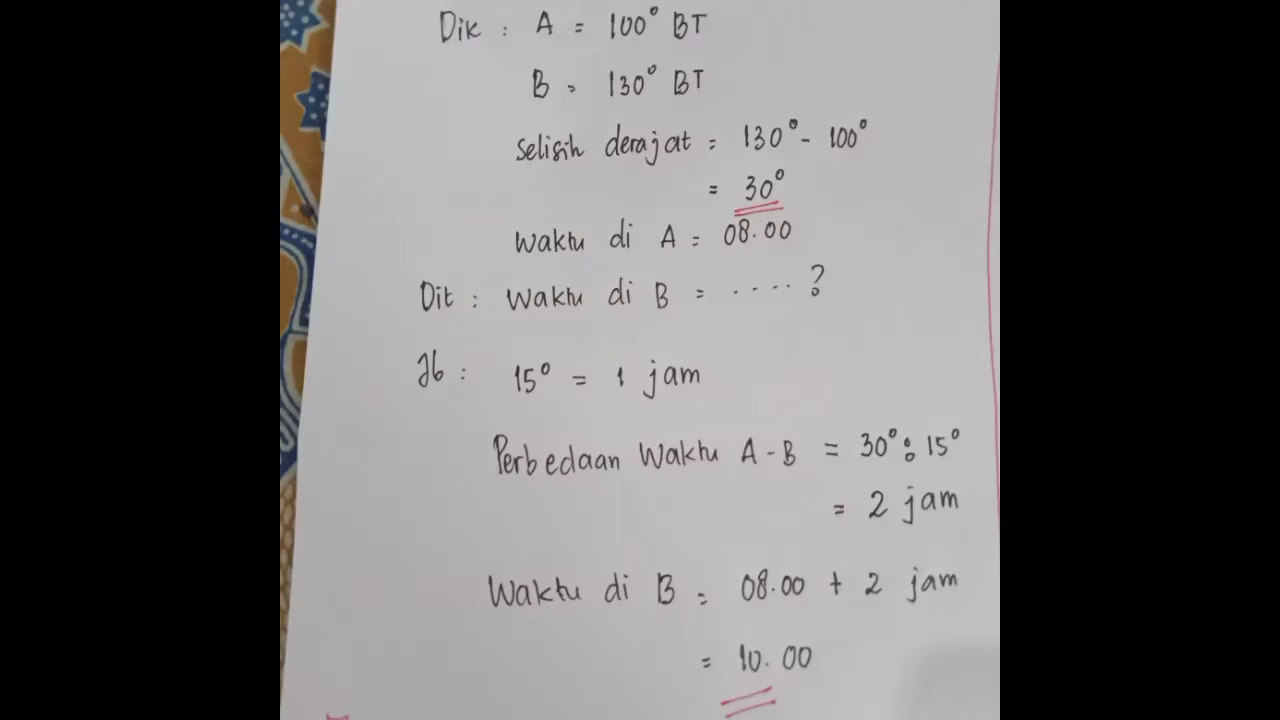 Dik : A = 100° BT
B = 130° BT
Selisih derajat = 130° - 100°
= 30°
Waktu di A = 08.00
Dit : Waktu di B = ..... ?
Jb : 15° = 1 jam
Perbedaan Waktu A - B = 30° : 15°
= 2 jam
Waktu di B = 08.00 + 2 jam
= 10.00